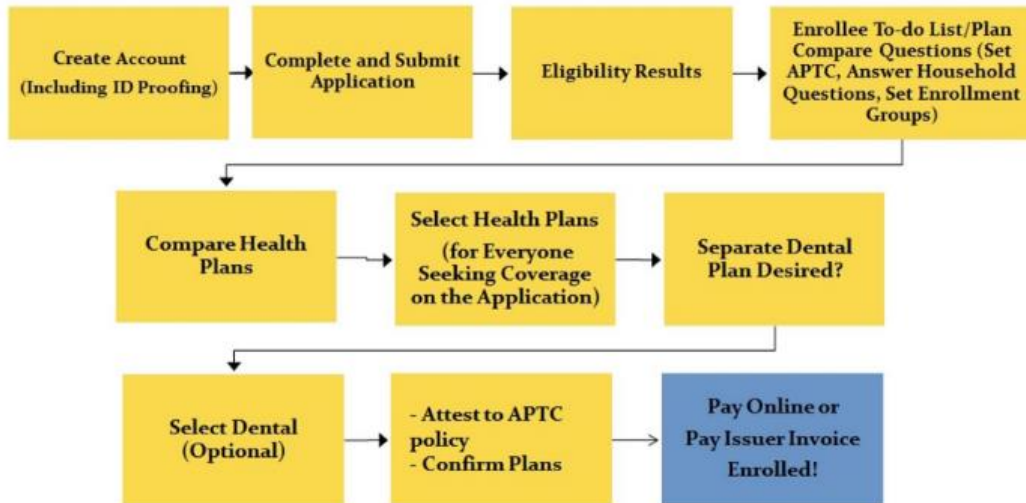 Create Account
(Including ID Proofing)
Complete and Submit
Application
Eligibility Results
Enrollee To-do List/Plan
Compare Questions (Set
APTC, Answer Household
Questions, Set Enrollment
Groups)
Compare Health
Plans
Select Health Plans
(for Everyone
Seeking Coverage
on the Application)
Separate Dental
Plan Desired?
Select Dental
(Optional)
- Attest to APTC
policy
- Confirm Plans
Pay Online or
Pay Issuer Invoice
Enrolled!